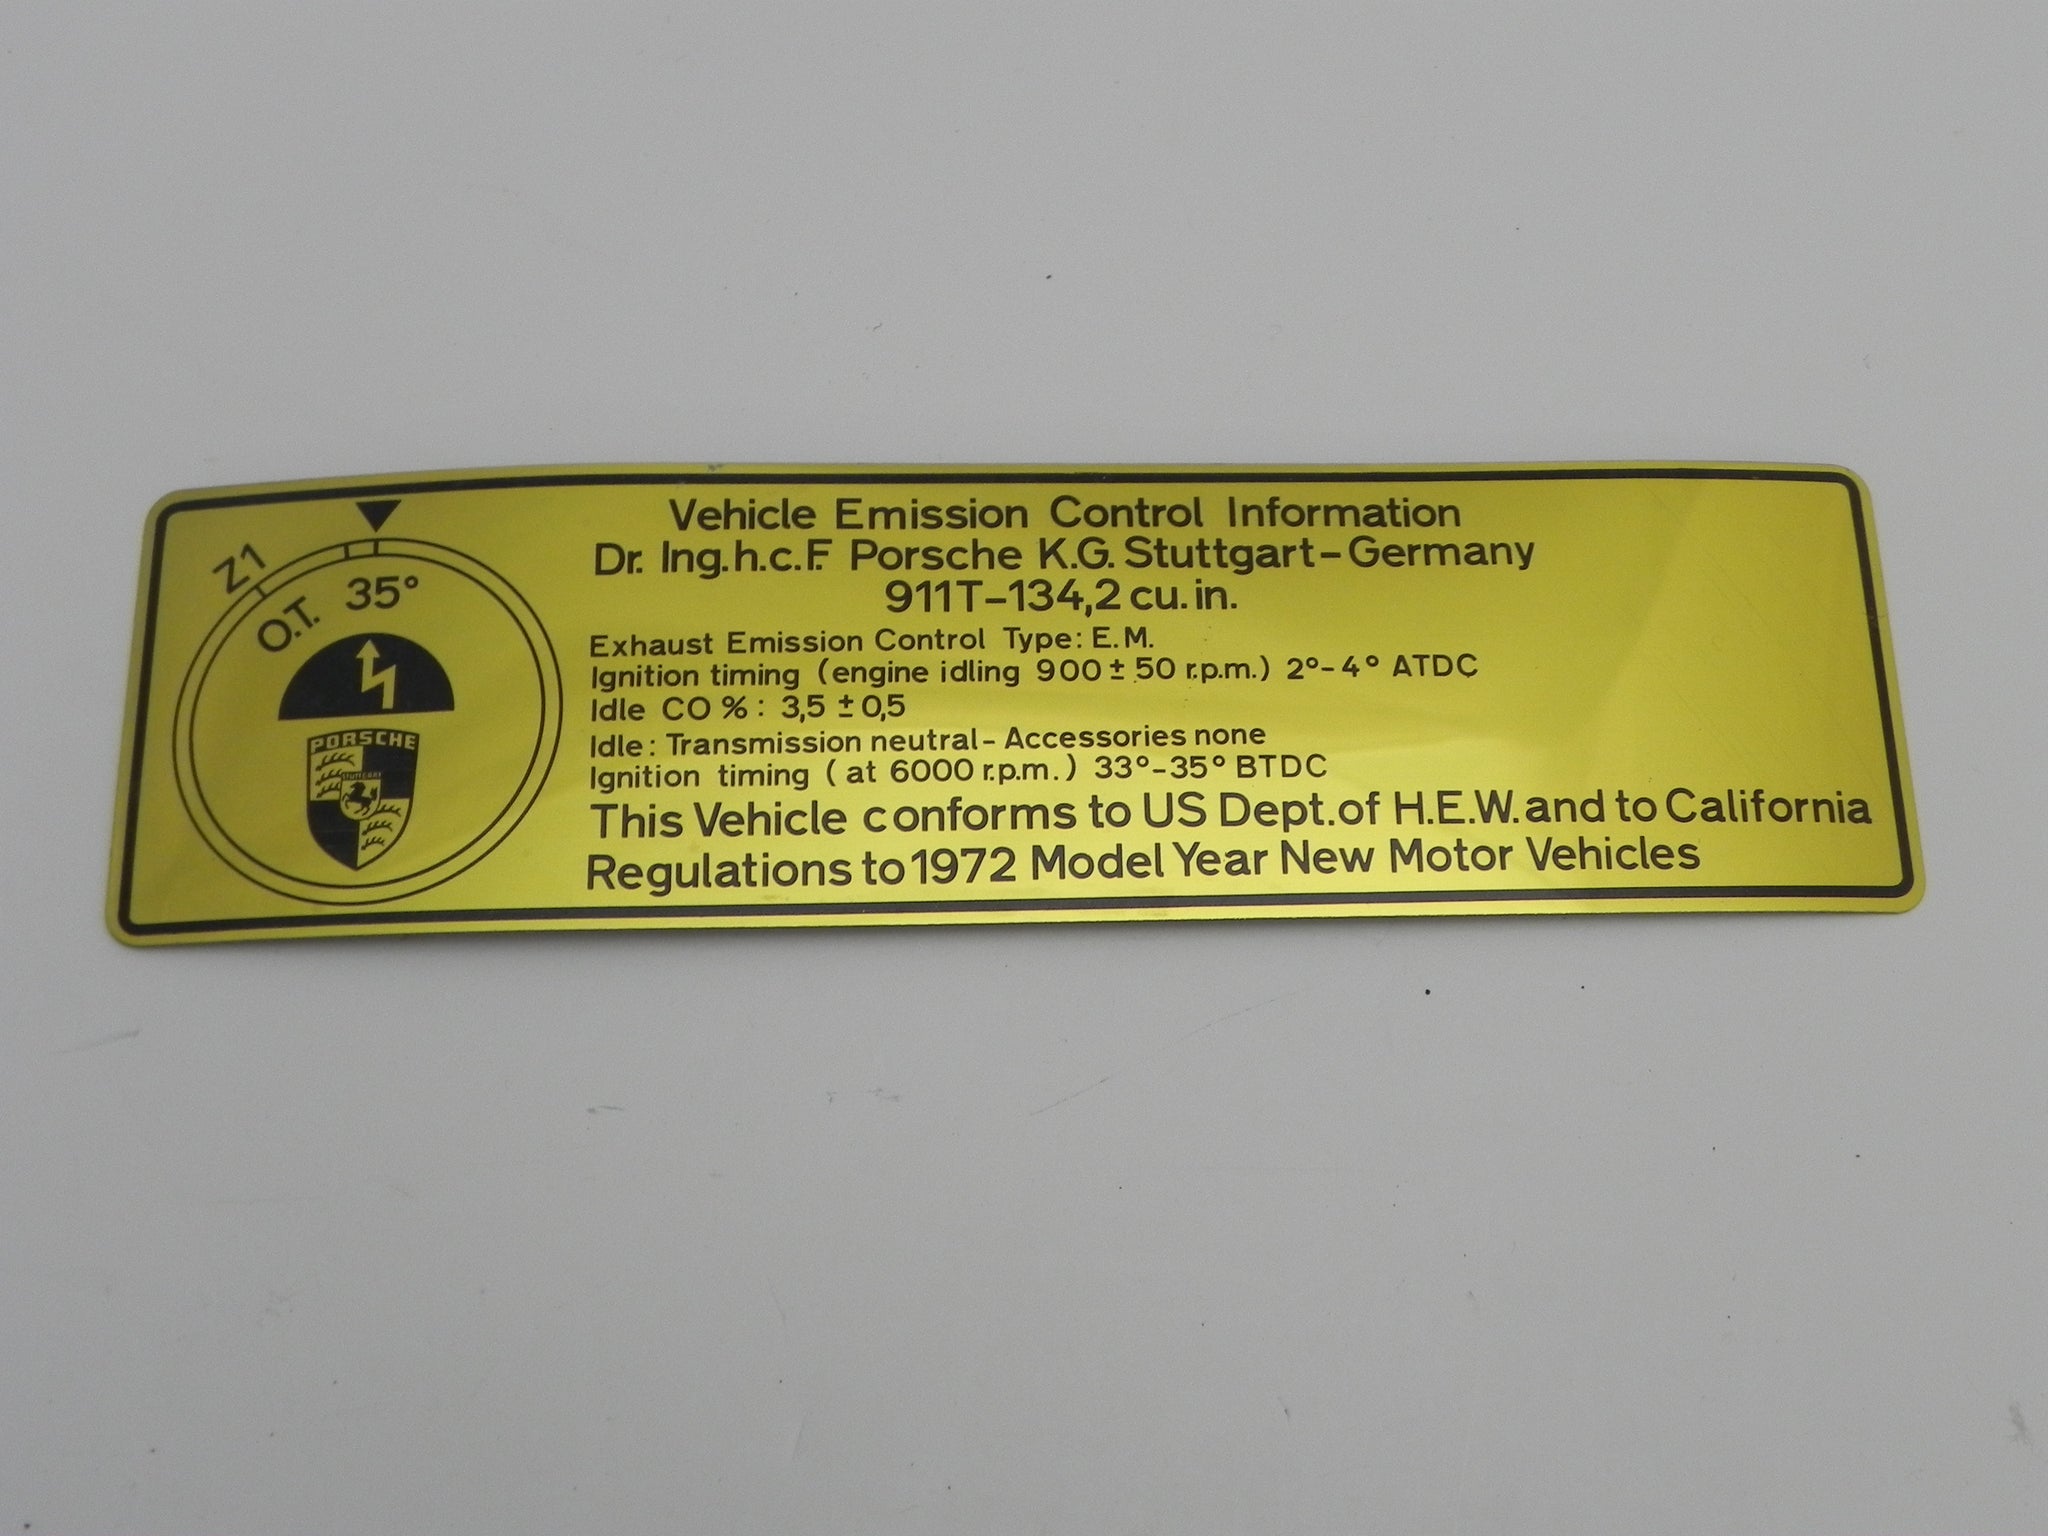 Z1
O.T. 35°
PORSCHE
STUTTGART
Vehicle Emission Control Information
Dr. Ing.h.c.F. Porsche K.G. Stuttgart–Germany
911T–134,2 cu. in.
Exhaust Emission Control Type: E.M.
Ignition timing (engine idling 900 ± 50 r.p.m.) 2°- 4° ATDC
Idle CO % : 3,5 ± 0,5
Idle : Transmission neutral – Accessories none
Ignition timing ( at 6000 r.p.m. ) 33°-35° BTDC
This Vehicle conforms to US Dept.of H.E.W. and to California
Regulations to 1972 Model Year New Motor Vehicles